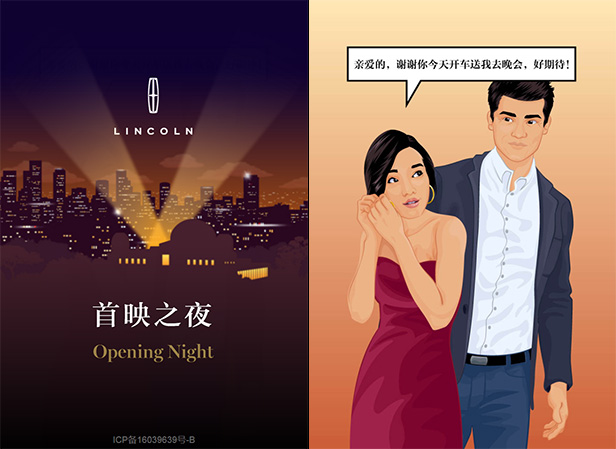 LINCOLN
首映之夜
Opening Night
ICP备16039639号-B
亲爱的，谢谢你今天开车送我去晚会，好期待！